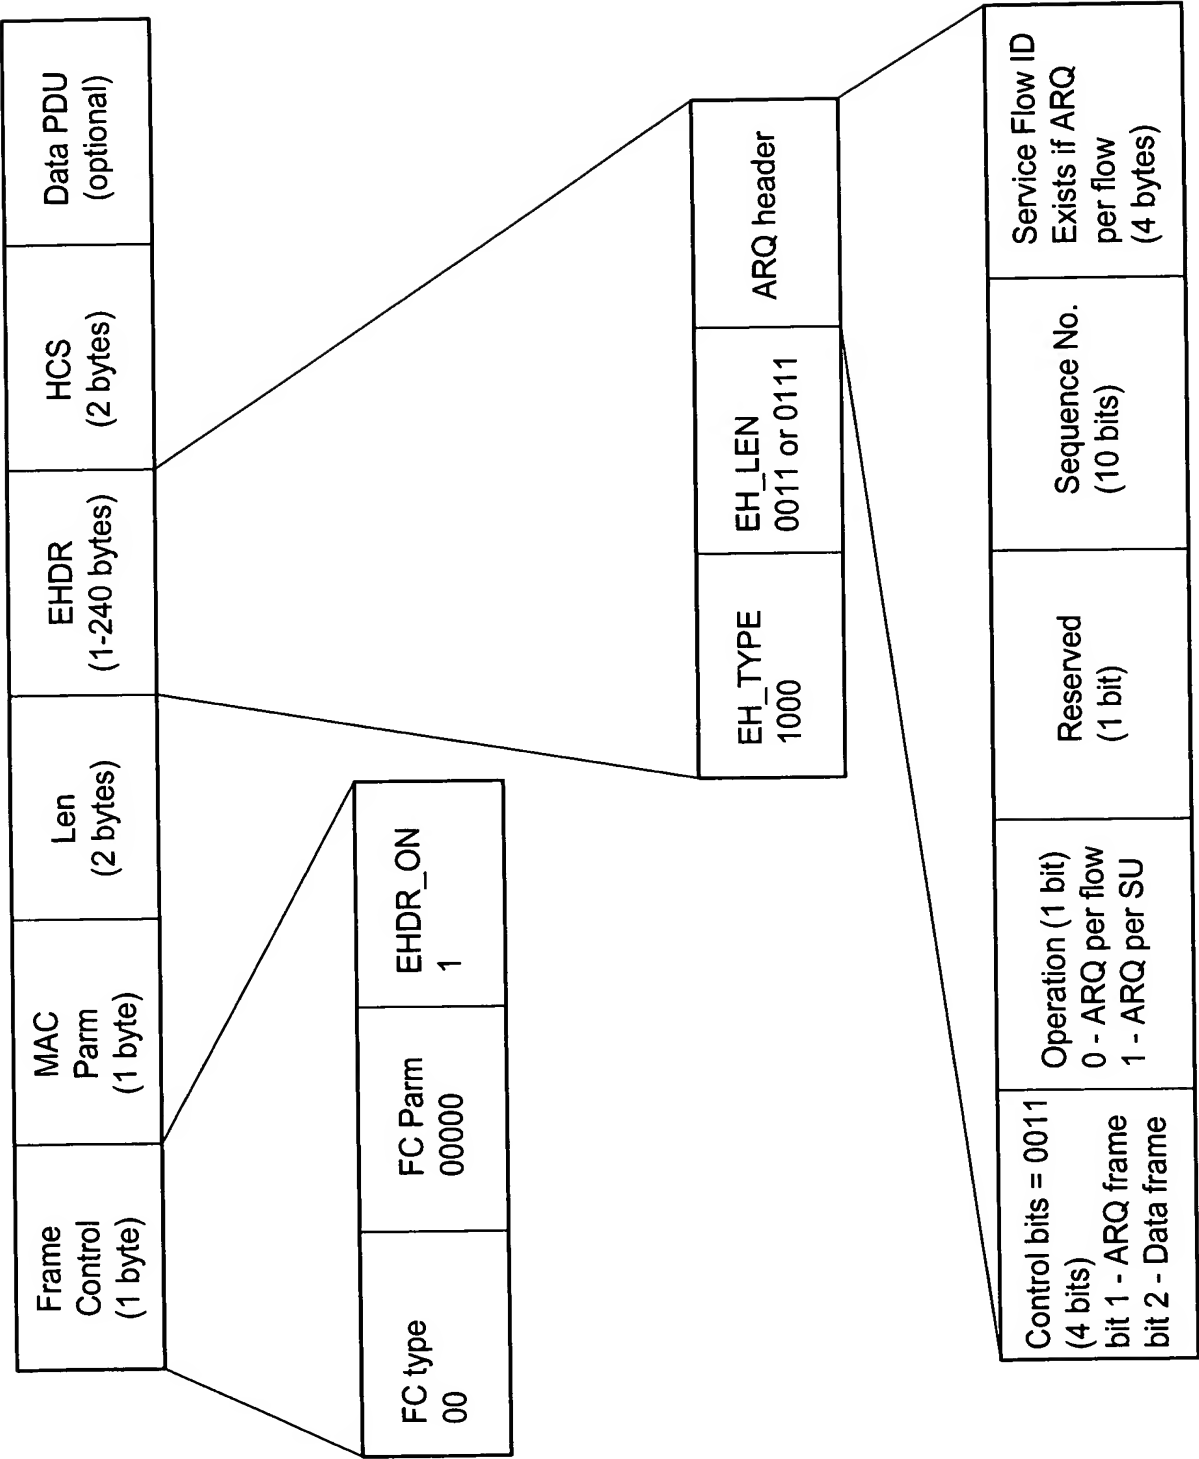 Frame
Control
(1 byte)
MAC
Parm
(1 byte)
Len
(2 bytes)
EHDR
(1-240 bytes)
HCS
(2 bytes)
Data PDU
(optional)
FC type
00
FC Parm
00000
EHDR_ON
1
EH_TYPE
1000
EH_LEN
0011 or 0111
ARQ header
Control bits = 0011
(4 bits)
bit 1 - ARQ frame
bit 2 - Data frame
Operation (1 bit)
0 - ARQ per flow
1 - ARQ per SU
Reserved
(1 bit)
Sequence No.
(10 bits)
Service Flow ID
Exists if ARQ
per flow
(4 bytes)